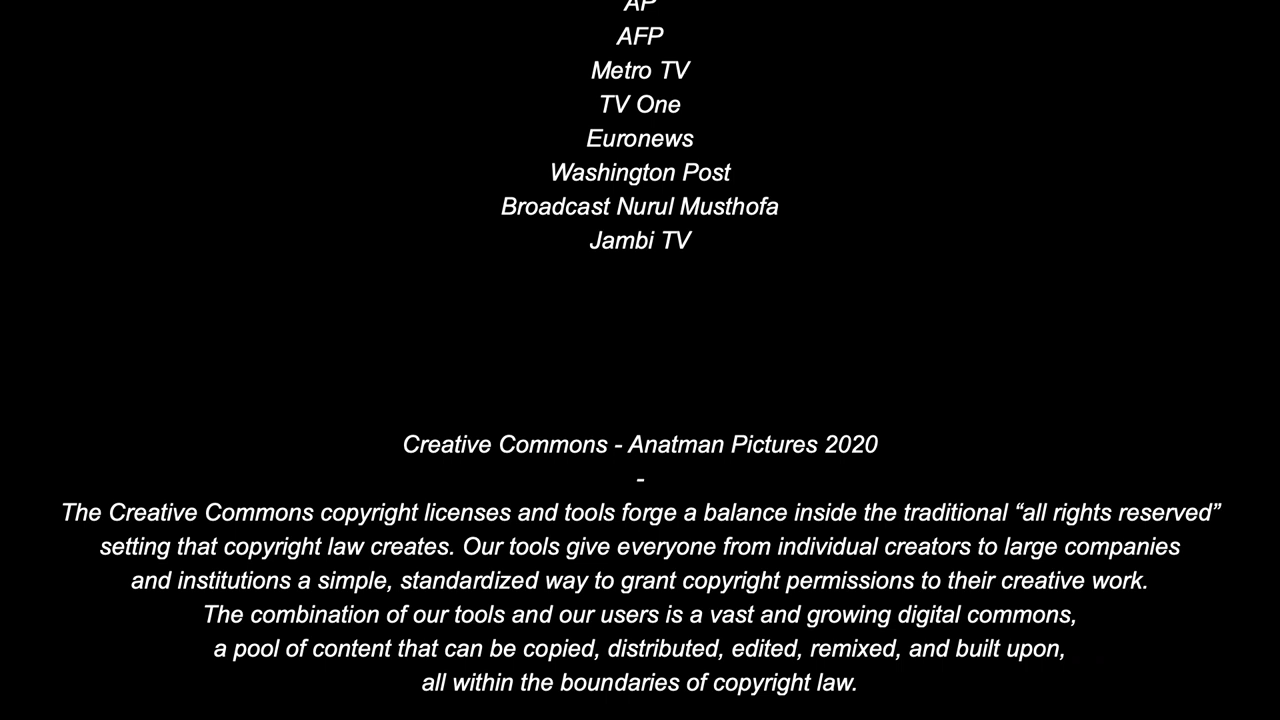 AP
AFP
Metro TV
TV One
Euronews
Washington Post
Broadcast Nurul Musthofa
Jambi TV
Creative Commons - Anatman Pictures 2020
-
The Creative Commons copyright licenses and tools forge a balance inside the traditional “all rights reserved”
setting that copyright law creates. Our tools give everyone from individual creators to large companies
and institutions a simple, standardized way to grant copyright permissions to their creative work.
The combination of our tools and our users is a vast and growing digital commons,
a pool of content that can be copied, distributed, edited, remixed, and built upon,
all within the boundaries of copyright law.